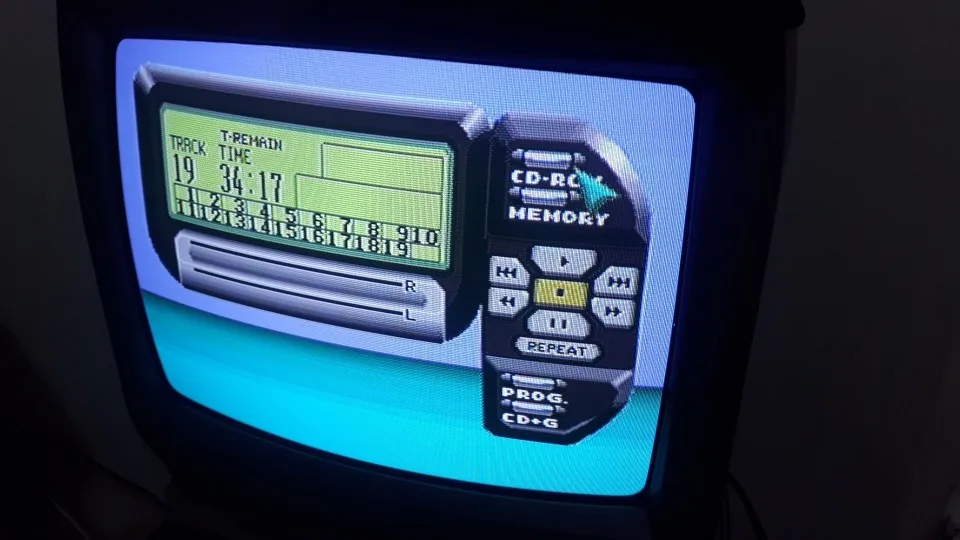 T-REMAIN
TRACK TIME
19 34:17
1 2 3 4 5 6 7 8 9 10
11 12 13 14 15 16 17 18 19
R
L
CD-ROM
MEMORY
REPEAT
PROG.
CD+G